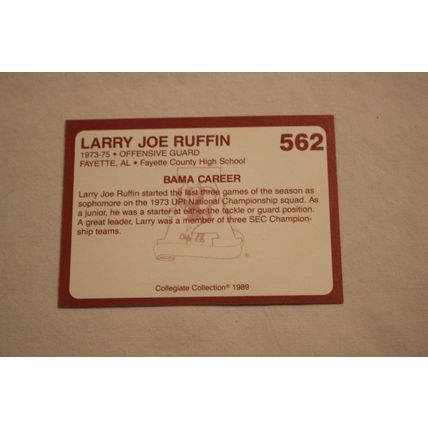 LARRY JOE RUFFIN
562
1973-75 • OFFENSIVE GUARD
FAYETTE, AL • Fayette County High School
BAMA CAREER
Larry Joe Ruffin started the last three games of the season as
sophomore on the 1973 UPI National Championship squad. As
a junior, he was a starter at either the tackle or guard position.
A great leader, Larry was a member of three SEC Champion-
ship teams.
®
Collegiate Collection® 1989